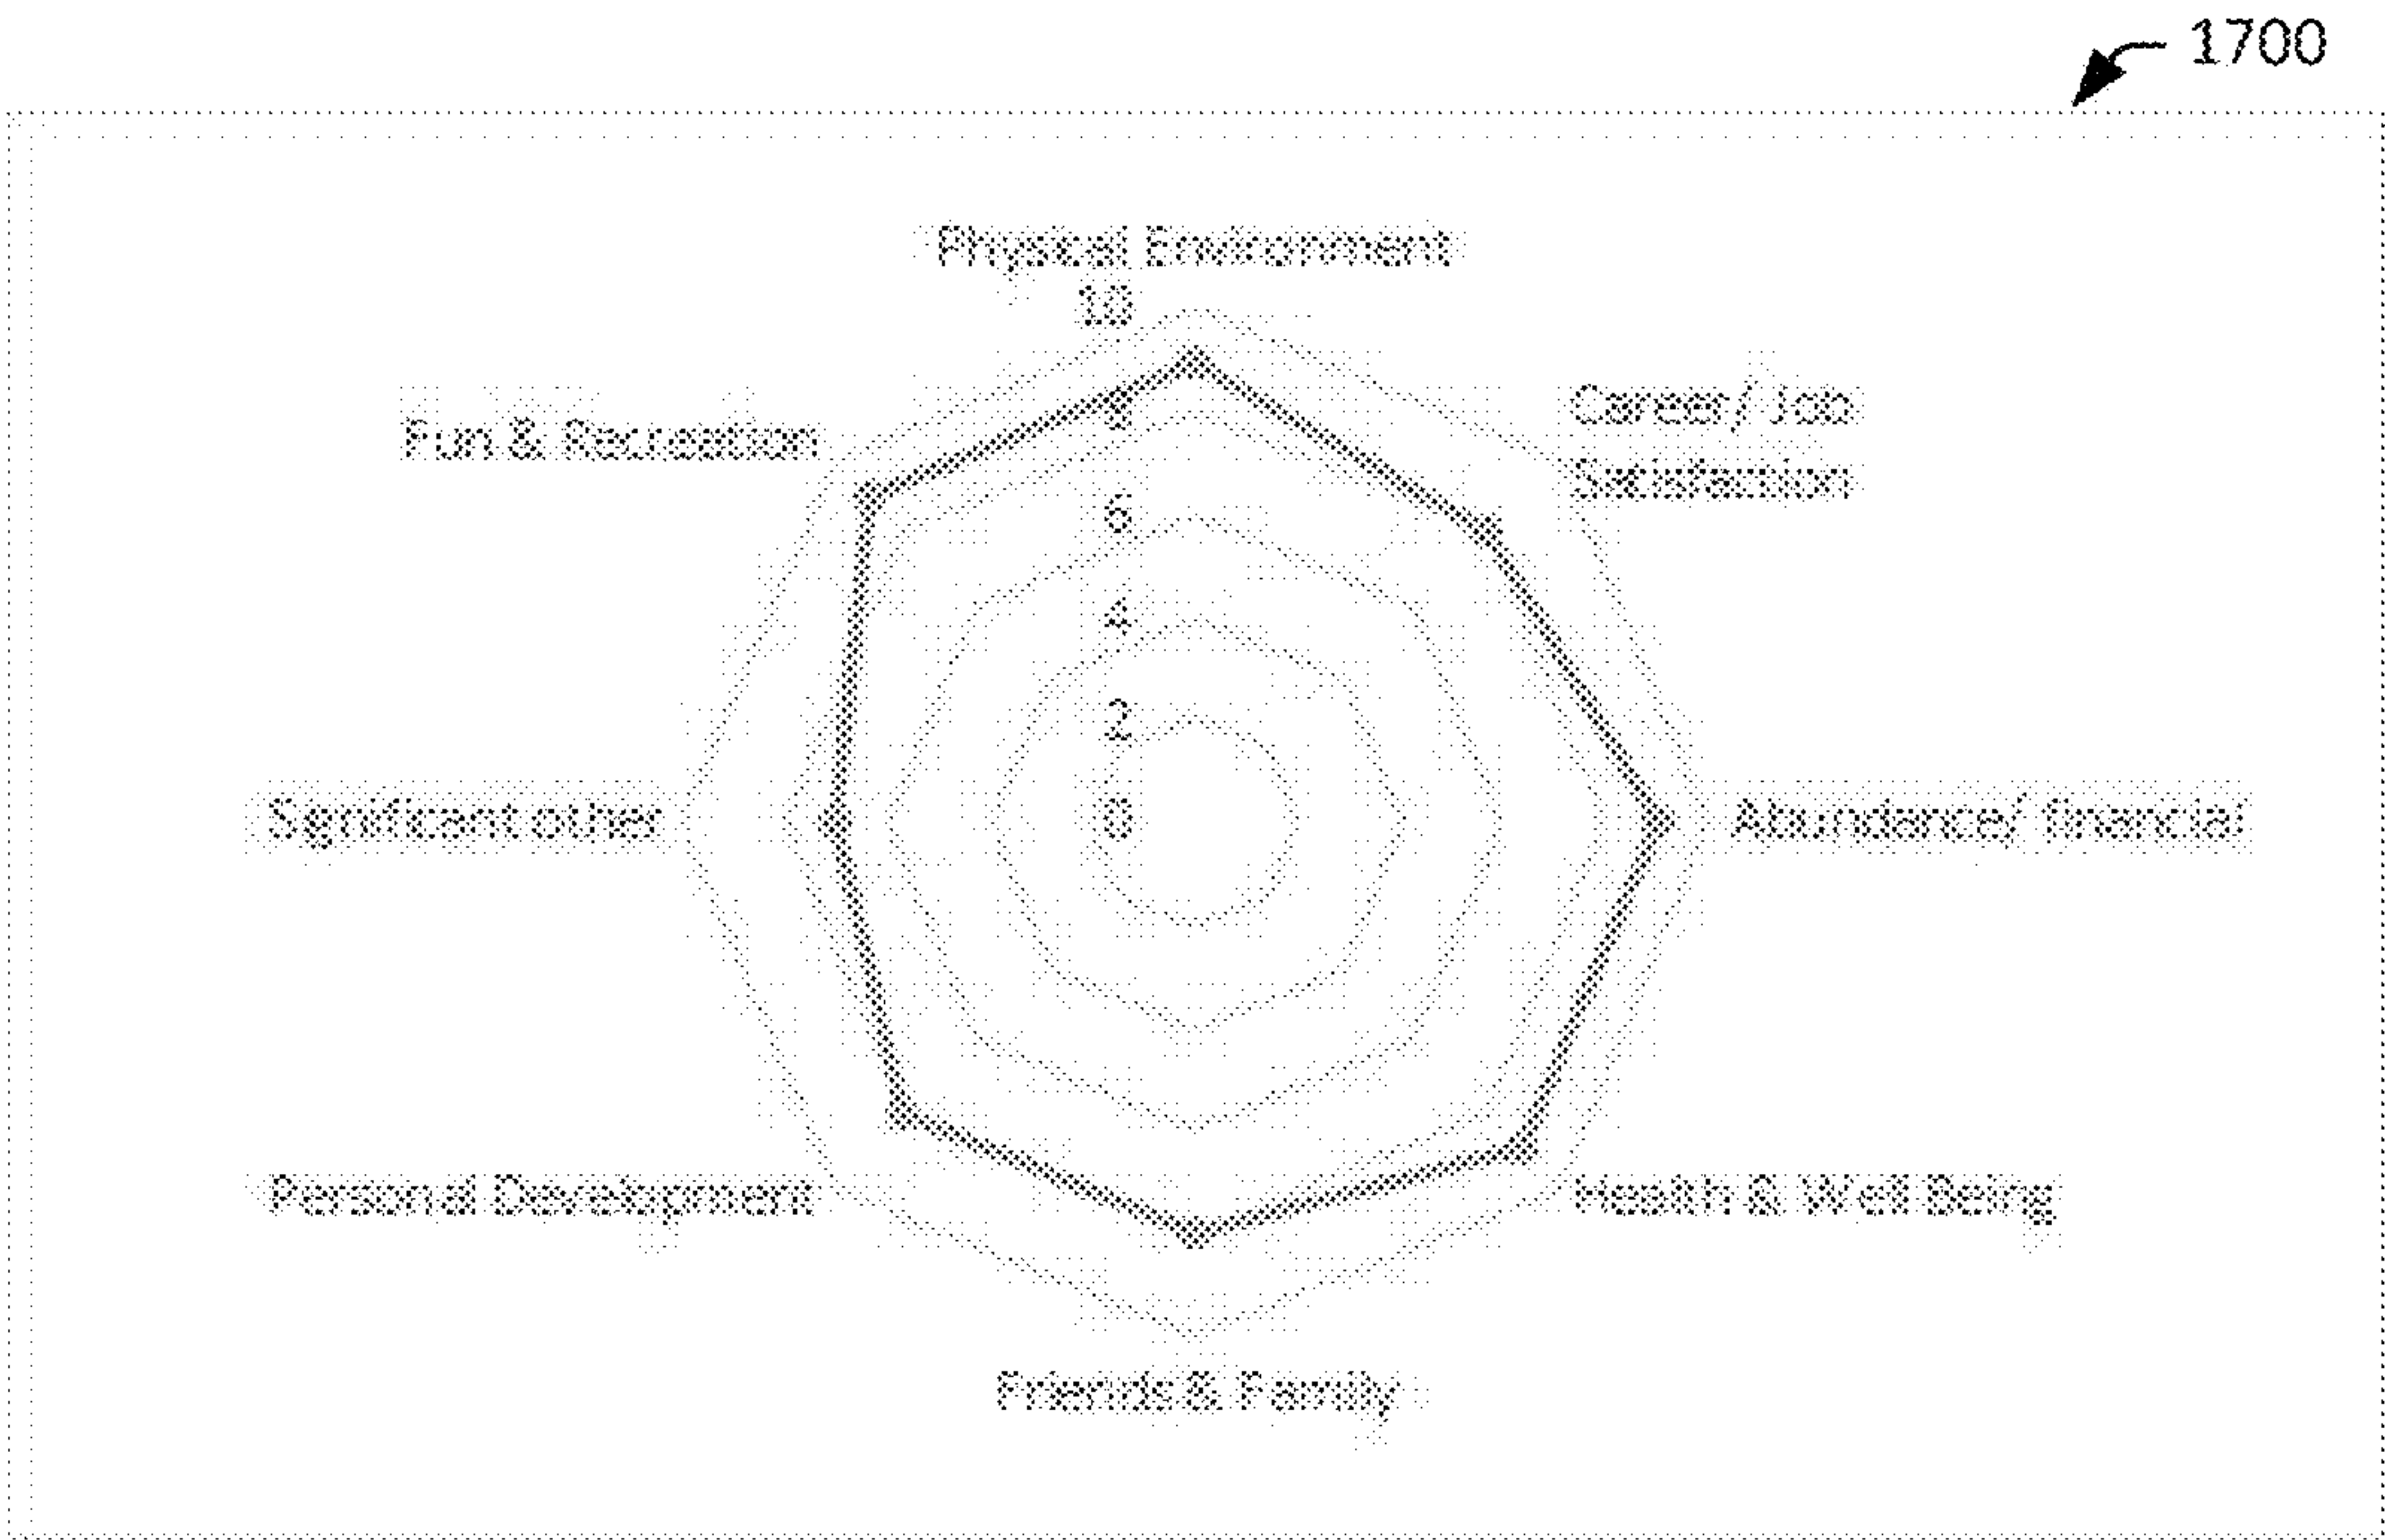 1700
Physical Environment
10
Career/ Job
Satisfaction
Fun & Recreation
8
6
4
2
0
Significant other
Abundance/ financial
Personal Development
Health & Well Being
Friends & Family